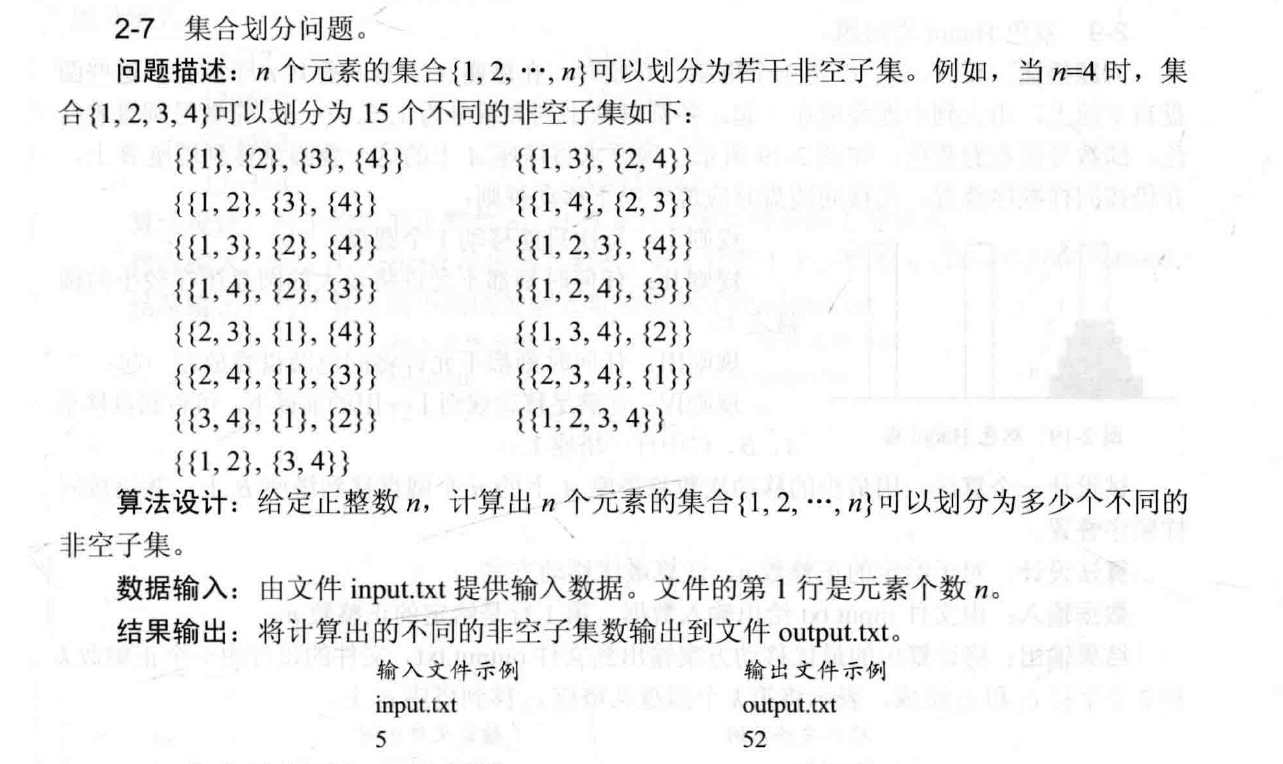 2-7 集合划分问题。
问题描述：n 个元素的集合{1, 2, ⋯, n}可以划分为若干非空子集。例如，当 n=4 时，集
合{1, 2, 3, 4}可以划分为 15 个不同的非空子集如下：
{{1}, {2}, {3}, {4}} {{1, 3}, {2, 4}}
{{1, 2}, {3}, {4}} {{1, 4}, {2, 3}}
{{1, 3}, {2}, {4}} {{1, 2, 3}, {4}}
{{1, 4}, {2}, {3}} {{1, 2, 4}, {3}}
{{2, 3}, {1}, {4}} {{1, 3, 4}, {2}}
{{2, 4}, {1}, {3}} {{2, 3, 4}, {1}}
{{3, 4}, {1}, {2}} {{1, 2, 3, 4}}
{{1, 2}, {3, 4}}
算法设计：给定正整数 n，计算出 n 个元素的集合{1, 2, ⋯, n}可以划分为多少个不同的
非空子集。
数据输入：由文件 input.txt 提供输入数据。文件的第 1 行是元素个数 n。
结果输出：将计算出的不同的非空子集数输出到文件 output.txt。
输入文件示例 输出文件示例
input.txt output.txt
5 52